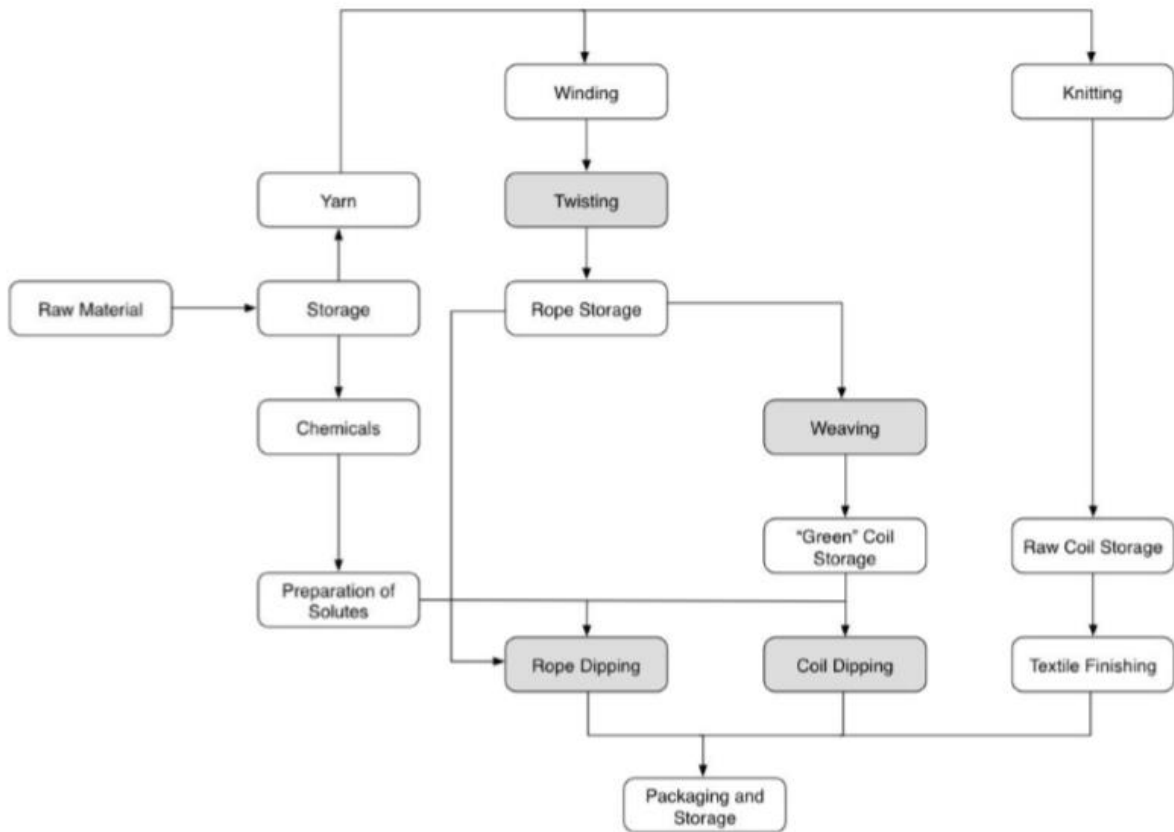 Winding
Knitting
Yarn
Twisting
Raw Material
Storage
Rope Storage
Chemicals
Weaving
"Green" Coil
Storage
Raw Coil Storage
Preparation of
Solutes
Rope Dipping
Coil Dipping
Textile Finishing
Packaging and
Storage